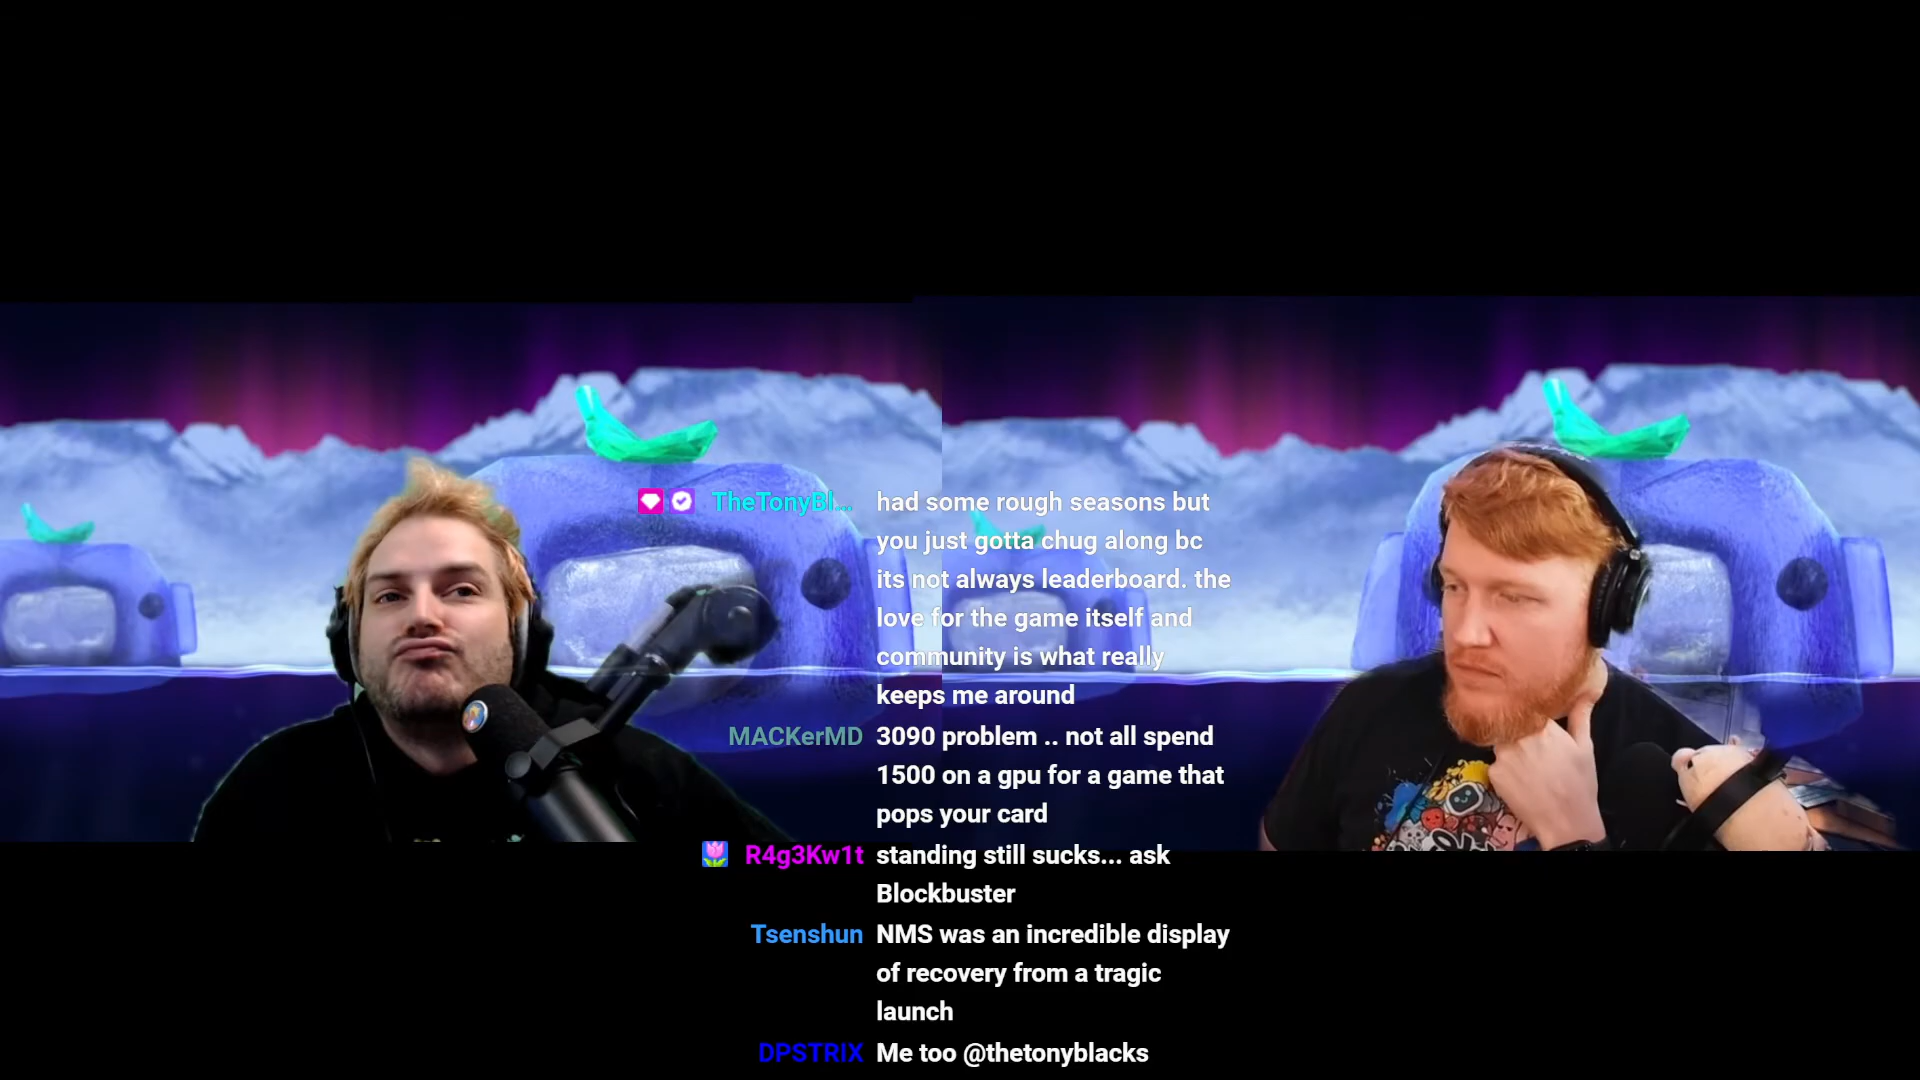 TheTonyBl... had some rough seasons but
you just gotta chug along bc
its not always leaderboard. the
love for the game itself and
community is what really
keeps me around
MACKerMD 3090 problem .. not all spend
1500 on a gpu for a game that
pops your card
R4g3Kw1t standing still sucks... ask
Blockbuster
Tsenshun NMS was an incredible display
of recovery from a tragic
launch
DPSTRIX Me too @thetonyblacks